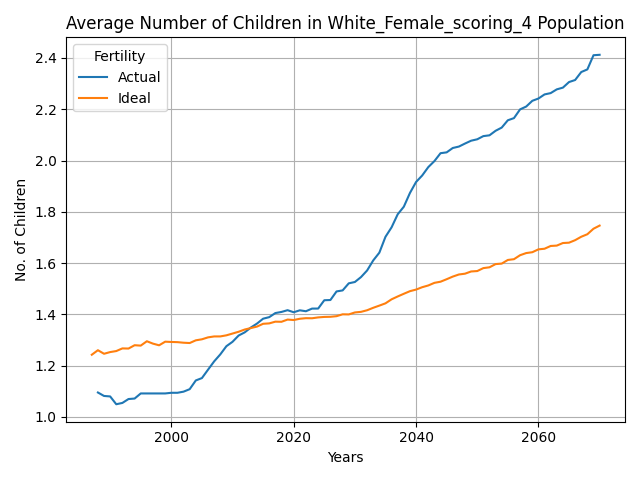 Average Number of Children in White_Female_scoring_4 Population
Fertility
Actual
Ideal
No. of Children
2.4
2.2
2.0
1.8
1.6
1.4
1.2
1.0
2000 2020 2040 2060
Years